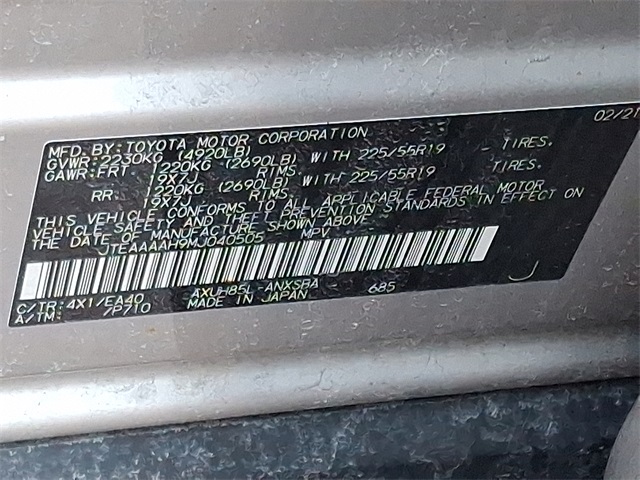 MFD. BY: TOYOTA MOTOR CORPORATION 02/21
GVWR: 2230KG (4920LB)
GAWR: FRT. 1220KG (2690LB) WITH 225/55R19 TIRES,
19X7J RIMS,
RR. 1220KG (2690LB) WITH 225/55R19 TIRES,
19X7J RIMS,
THIS VEHICLE CONFORMS TO ALL APPLICABLE FEDERAL MOTOR
VEHICLE SAFETY AND THEFT PREVENTION STANDARDS IN EFFECT ON
THE DATE OF MANUFACTURE SHOWN ABOVE.
JTEAAAAH9MJ040505 MPV
C/TR: 4X1/EA40 AXUH85L-ANXSBA 685 J
A/TM: /P710 MADE IN JAPAN